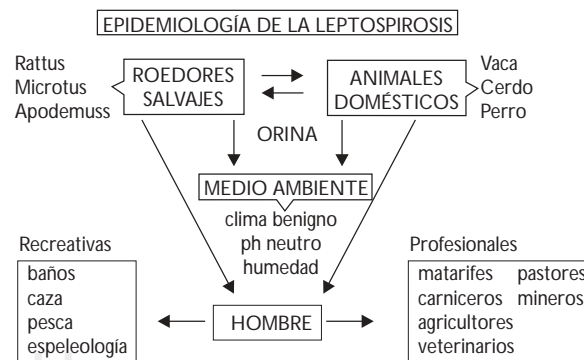 EPIDEMIOLOGÍA DE LA LEPTOSPIROSIS
Rattus
Microtus
Apodemuss
ROEDORES
SALVAJES
ANIMALES
DOMÉSTICOS
Vaca
Cerdo
Perro
ORINA
MEDIO AMBIENTE
clima benigno
ph neutro
humedad
Recreativas
baños
caza
pesca
espeleología
HOMBRE
Profesionales
matarifes pastores
carniceros mineros
agricultores
veterinarios